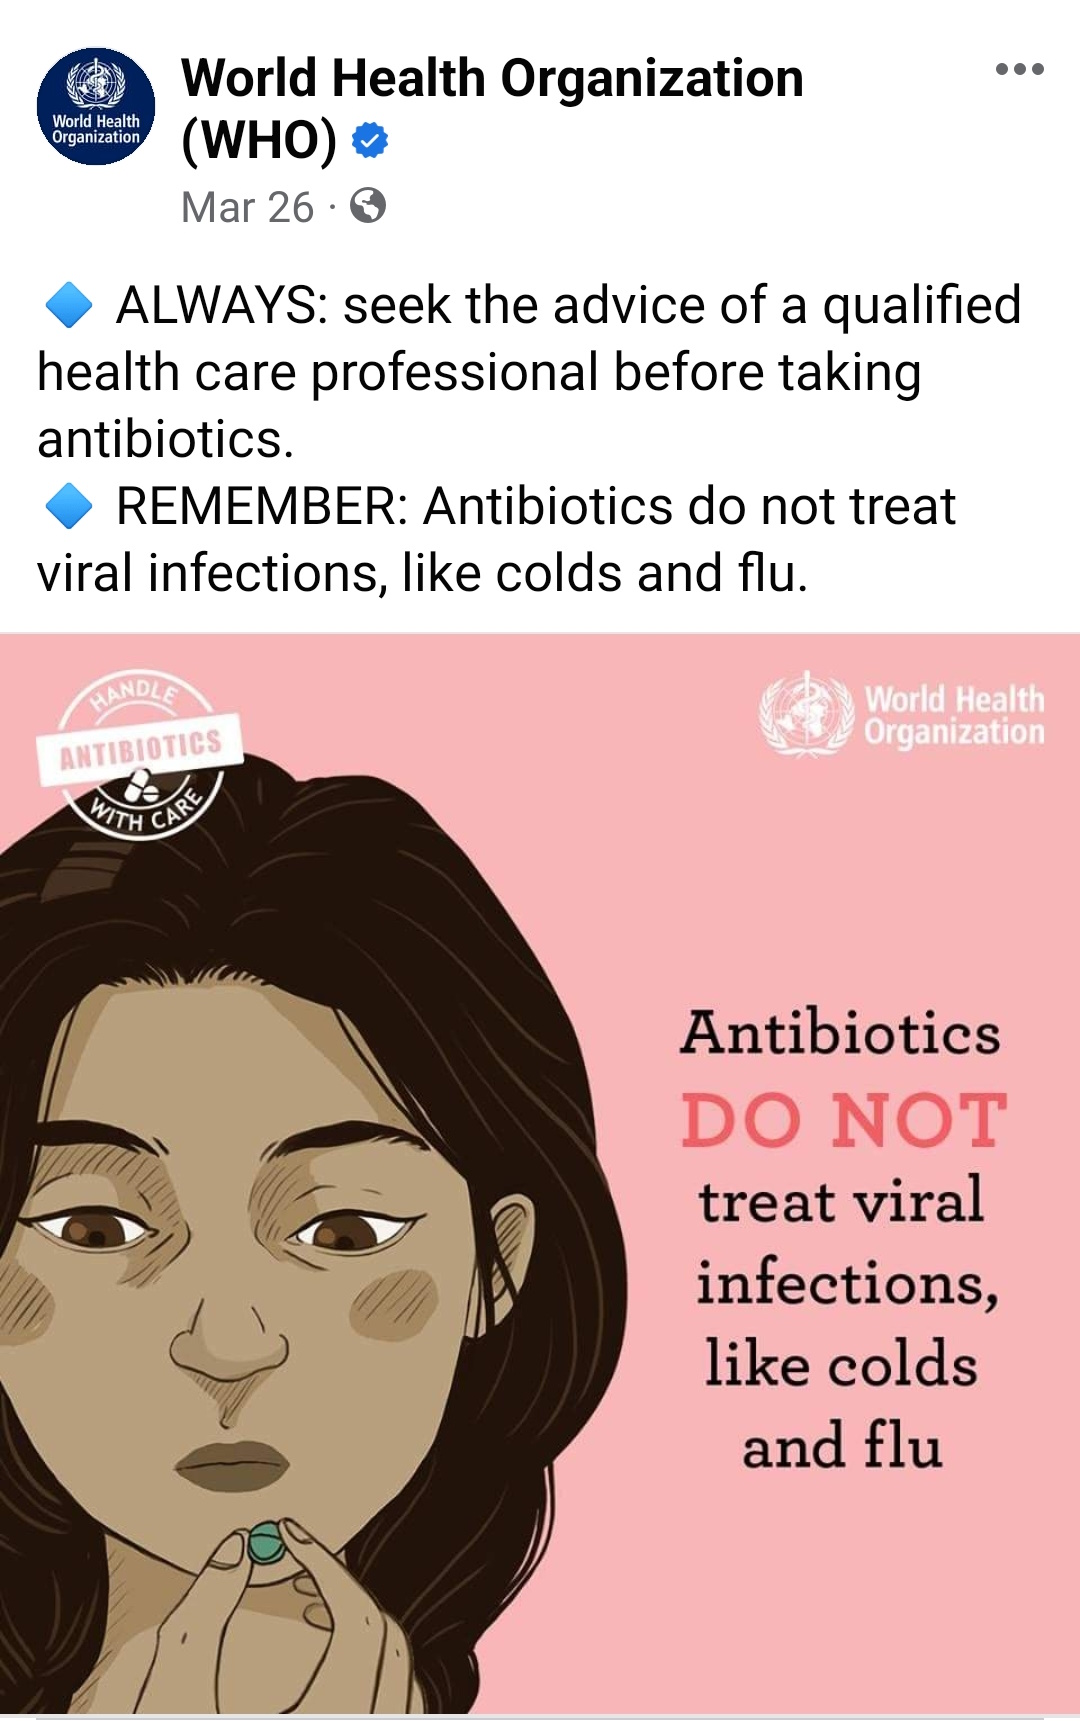 World Health
Organization
World Health Organization
(WHO)
Mar 26 ·
🔷 ALWAYS: seek the advice of a qualified
health care professional before taking
antibiotics.
🔷 REMEMBER: Antibiotics do not treat
viral infections, like colds and flu.
HANDLE
ANTIBIOTICS
WITH CARE
World Health
Organization
Antibiotics
DO NOT
treat viral
infections,
like colds
and flu